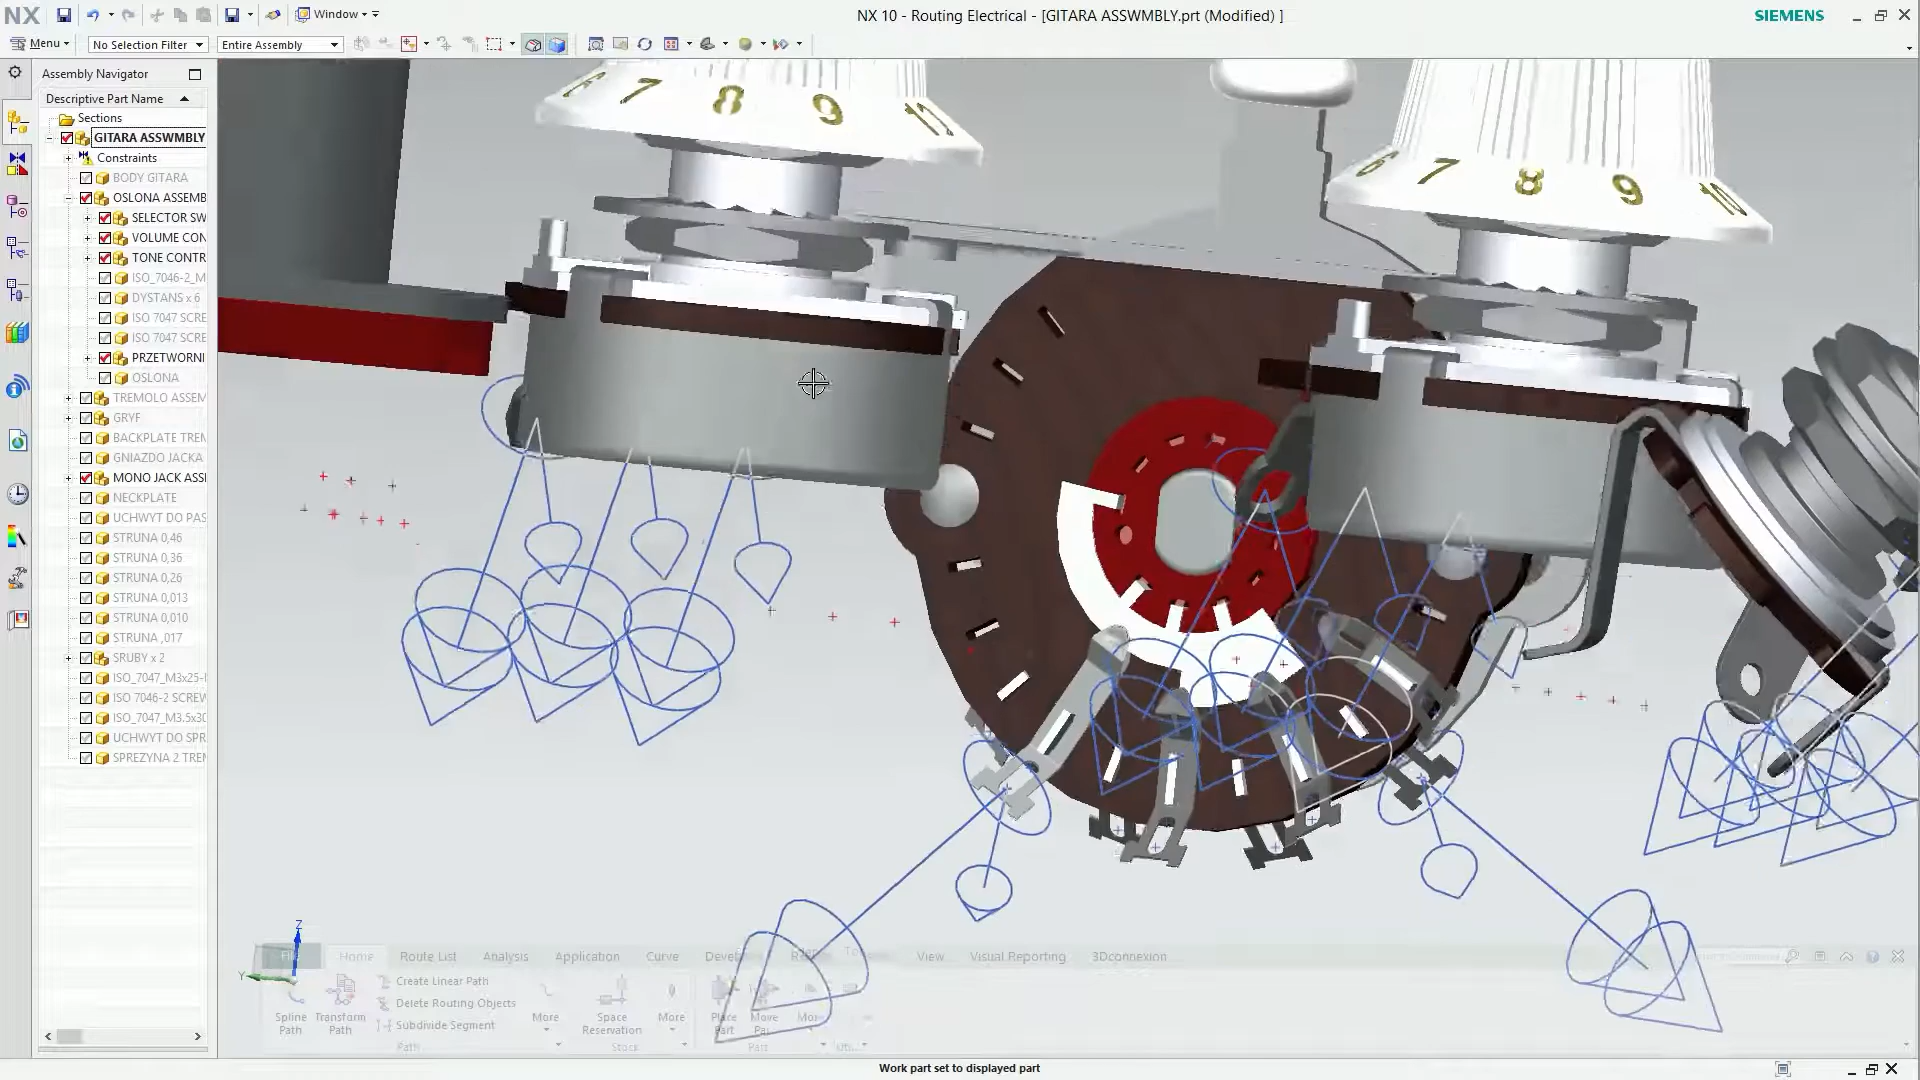 NX
Window
NX 10 - Routing Electrical - [GITARA ASSWMBLY.prt (Modified) ]
SIEMENS
Menu
No Selection Filter
Entire Assembly
Assembly Navigator
Descriptive Part Name
Sections
GITARA ASSWMBLY
Constraints
BODY GITARA
OSLONA ASSEMB
SELECTOR SW
VOLUME CON
TONE CONTR
ISO_7046-2_M
DYSTANS x 6
ISO 7047 SCRE
ISO 7047 SCRE
PRZETWORNI
OSLONA
TREMOLO ASSEM
GRYF
BACKPLATE TREM
GNIAZDO JACKA
MONO JACK ASSE
NECKPLATE
UCHWYT DO PAS
STRUNA 0,46
STRUNA 0,36
STRUNA 0,26
STRUNA 0,013
STRUNA 0,010
STRUNA ,017
SRUBY x 2
ISO_7047_M3x25-
ISO 7046-2 SCREW
ISO_7047_M3.5x30
UCHWYT DO SPR
SPREZYNA 2 TREM
6 7 8 9
6 7 8 9 10
Z
Y
Home
Route List
Analysis
Application
Curve
View
Visual Reporting
3Dconnexion
Spline Path
Transform Path
Create Linear Path
Delete Routing Objects
Subdivide Segment
More
Space Reservation
More
Place Part
Path
Stock
Part
Work part set to displayed part